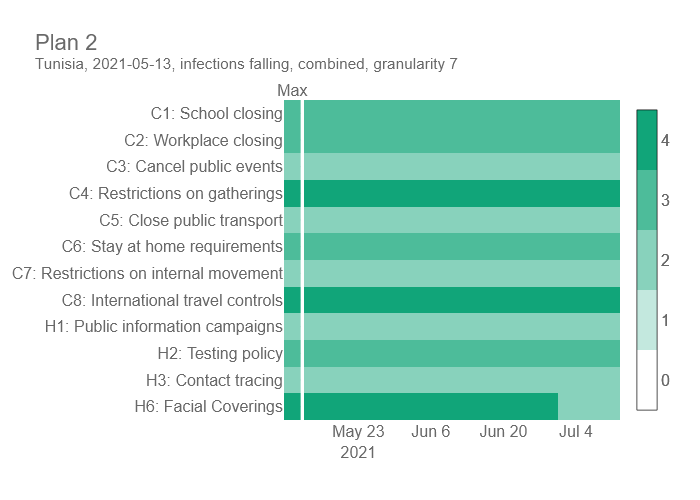 Plan 2
Tunisia, 2021-05-13, infections falling, combined, granularity 7
Max
C1: School closing
C2: Workplace closing
C3: Cancel public events
C4: Restrictions on gatherings
C5: Close public transport
C6: Stay at home requirements
C7: Restrictions on internal movement
C8: International travel controls
H1: Public information campaigns
H2: Testing policy
H3: Contact tracing
H6: Facial Coverings
May 23 Jun 6 Jun 20 Jul 4
2021
4
3
2
1
0